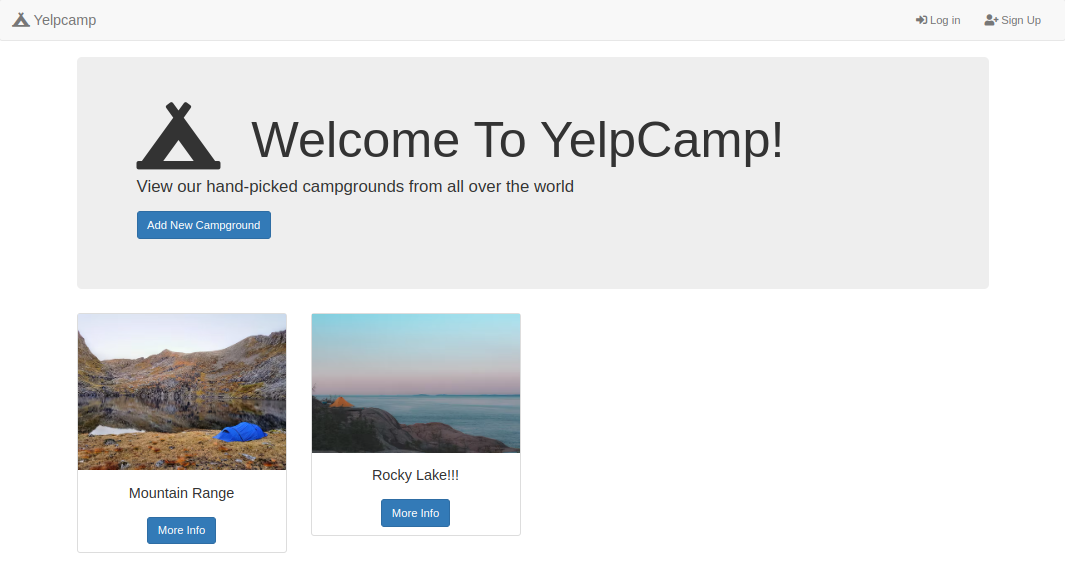 Yelpcamp
Log in
Sign Up
Welcome To YelpCamp!
View our hand-picked campgrounds from all over the world
Add New Campground
Mountain Range
More Info
Rocky Lake!!!
More Info